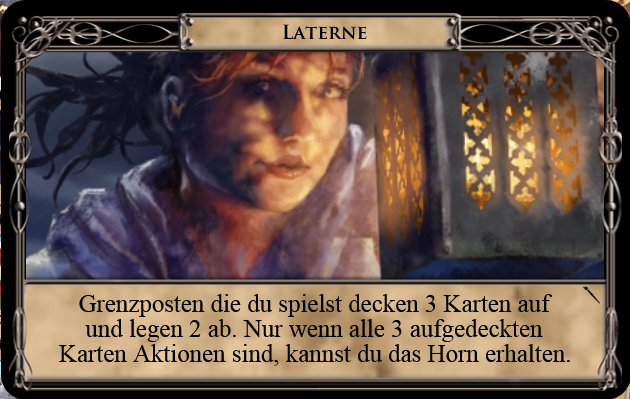 Laterne
Grenzposten die du spielst decken 3 Karten auf
und legen 2 ab. Nur wenn alle 3 aufgedeckten
Karten Aktionen sind, kannst du das Horn erhalten.